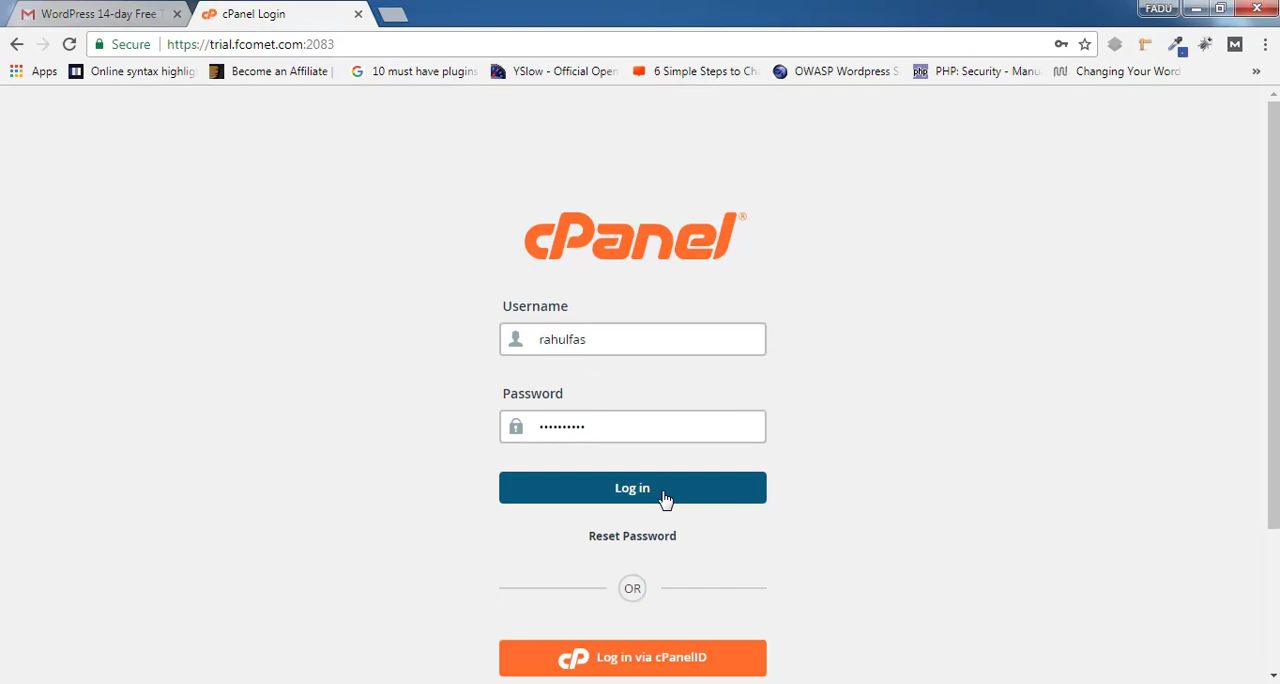 WordPress 14-day Free T
cPanel Login
FADU
Secure
https://trial.fcomet.com:2083
Apps
Online syntax highlig
Become an Affiliate |
10 must have plugins
YSlow - Official Open
6 Simple Steps to Ch
OWASP Wordpress S
PHP: Security - Manu
Changing Your Word
cPanel®
Username
rahulfas
Password
••••••••••
Log in
Reset Password
OR
cP Log in via cPanelID